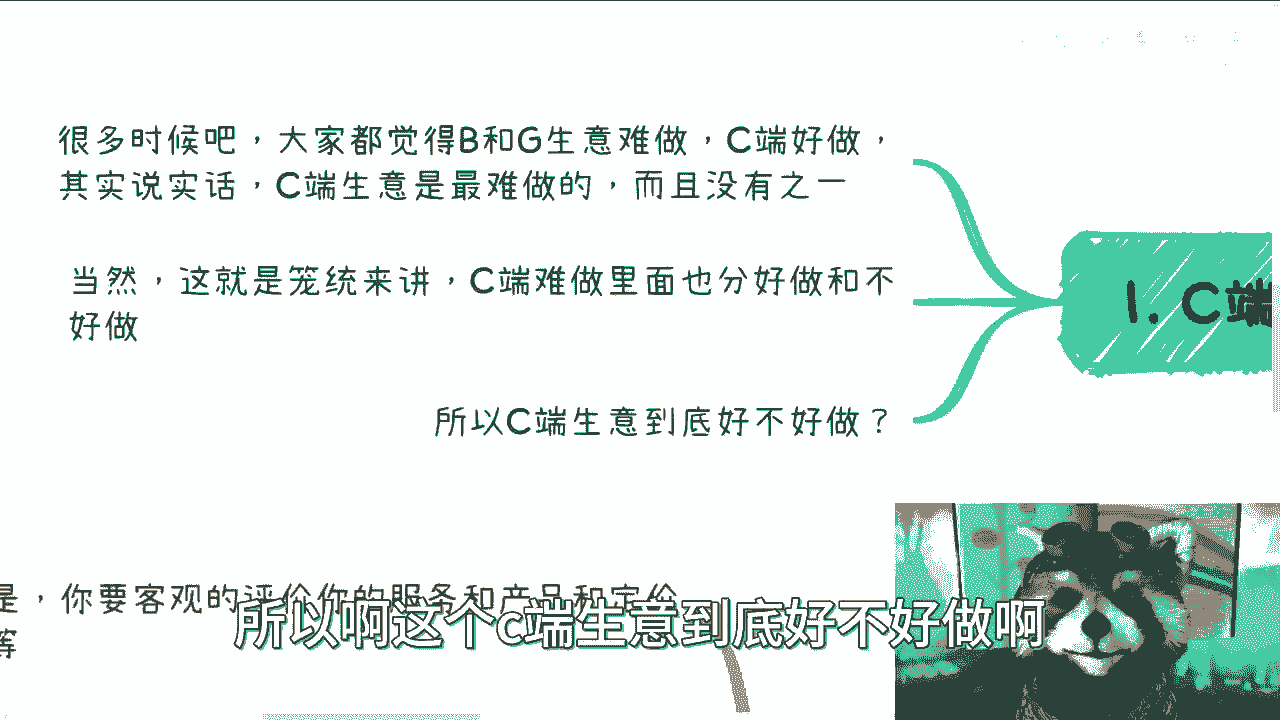 很多时候吧，大家都觉得B和G生意难做，C端好做，
其实说实话，C端生意是最难做的，而且没有之一
当然，这就是笼统来讲，C端难做里面也分好做和不
好做
所以C端生意到底好不好做？
1. C端
是，你要客观的评价你的服务和产品和定价
等
所以啊这个c端生意到底好不好做啊